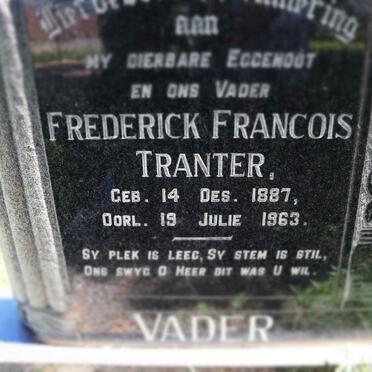 aan
MY DIERBARE EGGENOOT
EN ONS VADER
FREDERICK FRANCOIS
TRANTER,
GEB. 14 DES. 1887,
OORL. 19 JULIE 1963.
SY PLEK IS LEEG, SY STEM IS STIL,
ONS SWYG O HEER DIT WAS U WIL.
VADER